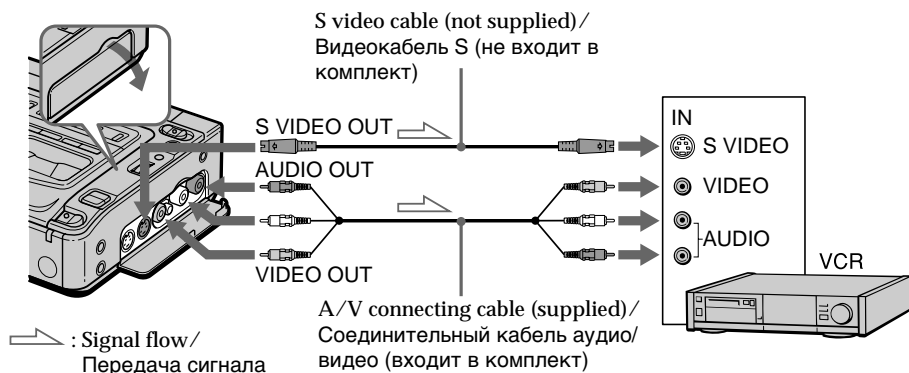 S video cable (not supplied)/
Видеокабель S (не входит в
комплект)
S VIDEO OUT
AUDIO OUT
VIDEO OUT
IN
S VIDEO
VIDEO
AUDIO
VCR
A/V connecting cable (supplied)/
Соединительный кабель аудио/
видео (входит в комплект)
: Signal flow/
Передача сигнала